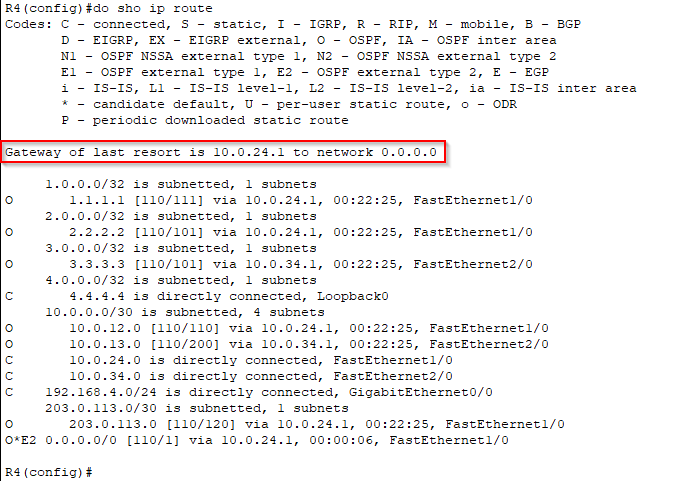 R4(config)#do sho ip route
Codes: C - connected, S - static, I - IGRP, R - RIP, M - mobile, B - BGP
D - EIGRP, EX - EIGRP external, O - OSPF, IA - OSPF inter area
N1 - OSPF NSSA external type 1, N2 - OSPF NSSA external type 2
E1 - OSPF external type 1, E2 - OSPF external type 2, E - EGP
i - IS-IS, L1 - IS-IS level-1, L2 - IS-IS level-2, ia - IS-IS inter area
* - candidate default, U - per-user static route, o - ODR
P - periodic downloaded static route
Gateway of last resort is 10.0.24.1 to network 0.0.0.0
1.0.0.0/32 is subnetted, 1 subnets
O 1.1.1.1 [110/111] via 10.0.24.1, 00:22:25, FastEthernet1/0
2.0.0.0/32 is subnetted, 1 subnets
O 2.2.2.2 [110/101] via 10.0.24.1, 00:22:25, FastEthernet1/0
3.0.0.0/32 is subnetted, 1 subnets
O 3.3.3.3 [110/101] via 10.0.34.1, 00:22:25, FastEthernet2/0
4.0.0.0/32 is subnetted, 1 subnets
C 4.4.4.4 is directly connected, Loopback0
10.0.0.0/30 is subnetted, 4 subnets
O 10.0.12.0 [110/110] via 10.0.24.1, 00:22:25, FastEthernet1/0
O 10.0.13.0 [110/200] via 10.0.34.1, 00:22:25, FastEthernet2/0
C 10.0.24.0 is directly connected, FastEthernet1/0
C 10.0.34.0 is directly connected, FastEthernet2/0
C 192.168.4.0/24 is directly connected, GigabitEthernet0/0
203.0.113.0/30 is subnetted, 1 subnets
O 203.0.113.0 [110/120] via 10.0.24.1, 00:22:25, FastEthernet1/0
O*E2 0.0.0.0/0 [110/1] via 10.0.24.1, 00:00:06, FastEthernet1/0
R4(config)#